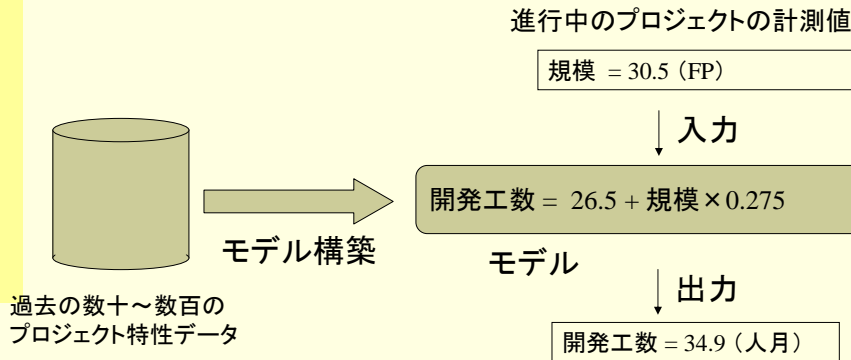 進行中のプロジェクトの計測値
規模 = 30.5 (FP)
入力
開発工数 = 26.5 + 規模×0.275
モデル構築
モデル
出力
過去の数十～数百の
プロジェクト特性データ
開発工数 = 34.9 (人月)